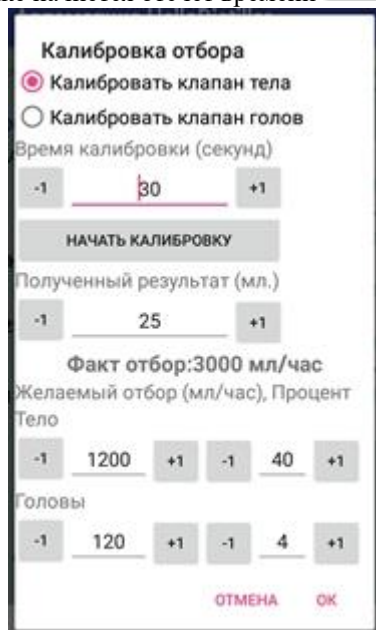 Калибровка отбора
Калибровать клапан тела
Калибровать клапан голов
Время калибровки (секунд)
-1 30 +1
НАЧАТЬ КАЛИБРОВКУ
Полученный результат (мл.)
-1 25 +1
Факт отбор:3000 мл/час
Желаемый отбор (мл/час), Процент
Тело
-1 1200 +1 -1 40 +1
Головы
-1 120 +1 -1 4 +1
ОТМЕНА ОК